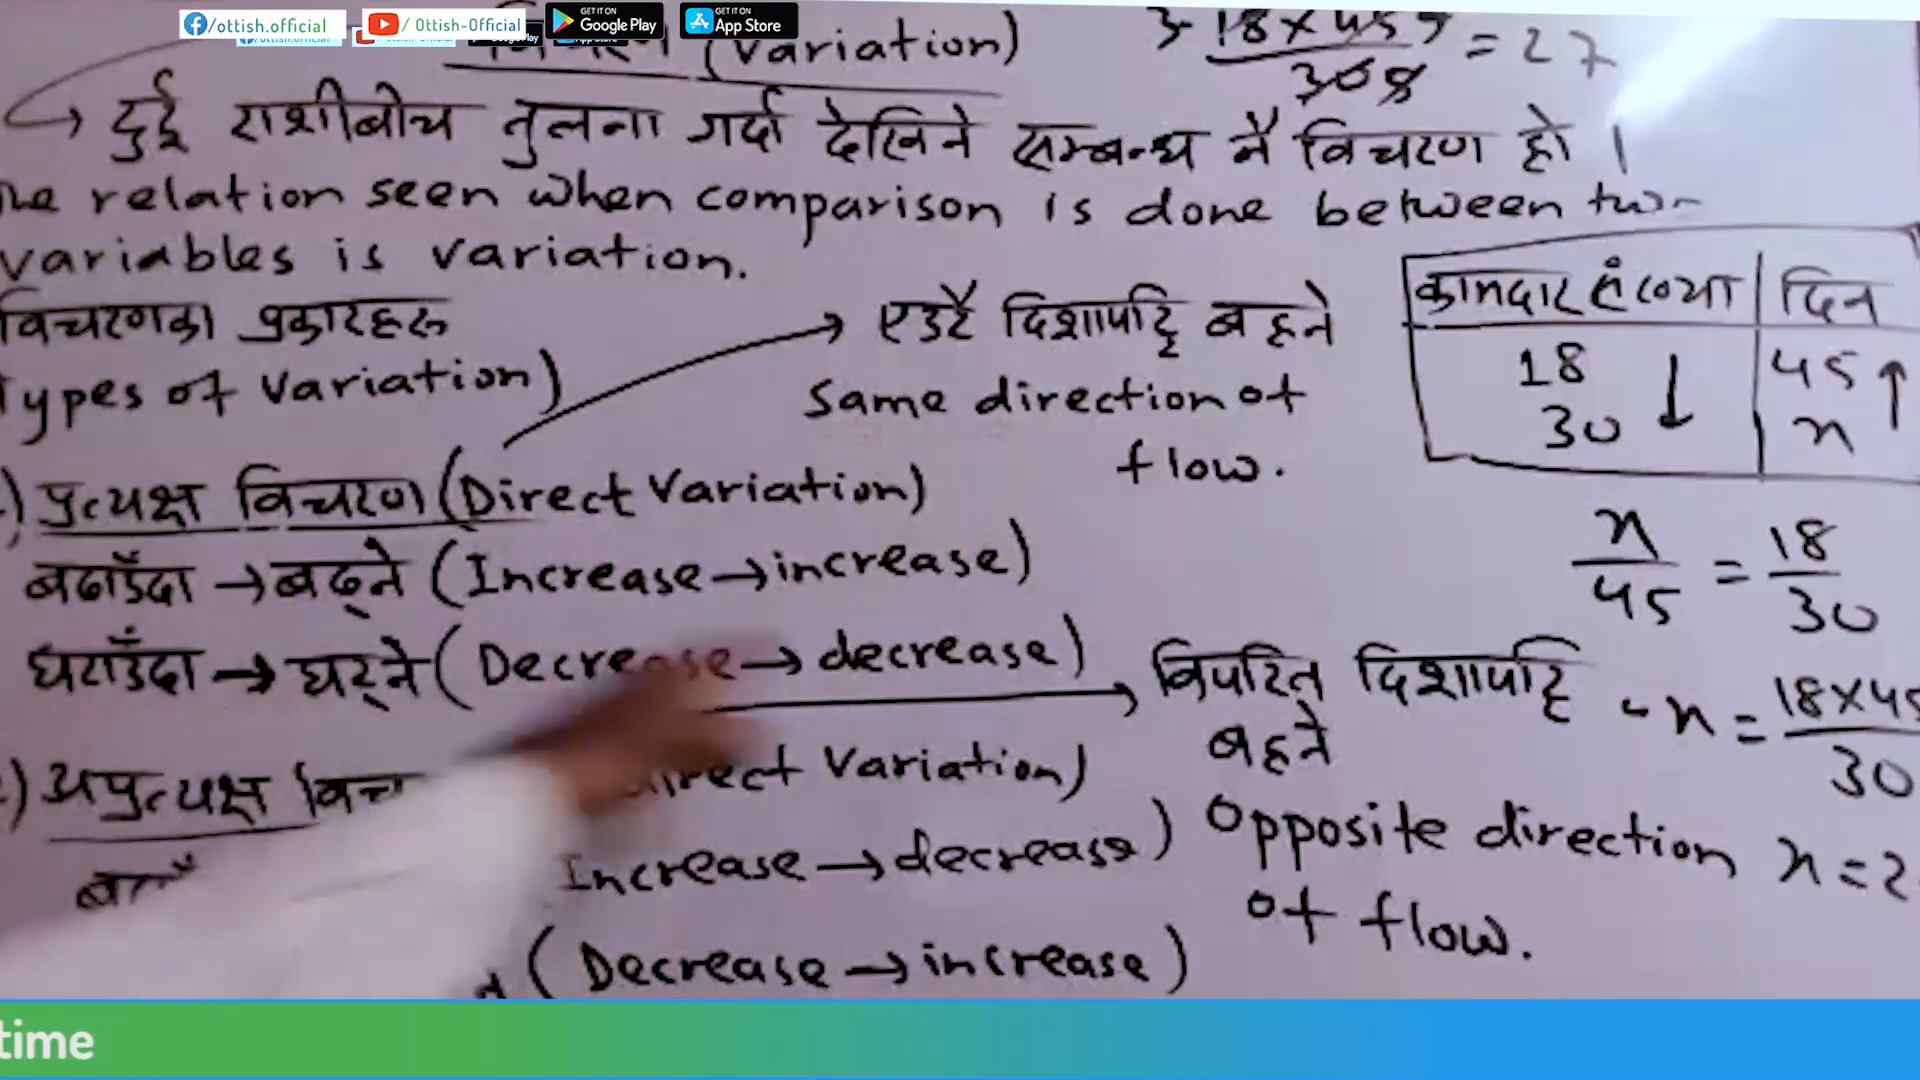 /ottish.official / Ottish-Official GET IT ON Google Play GET IT ON App Store
(Variation)
18×45
= 27
दुई राशीबीच तुलना गर्दा देखिने सम्बन्ध नै विचरण हो ।
relation seen when comparison is done between
variables is variation.
विचरणका प्रकारहरु
Types of Variation)
एउटै दिशापट्टि बहने
Same direction of
flow.
कामदार संख्या दिन
18 45
30 x
प्रत्यक्ष विचरण (Direct Variation)
बढाउँदा → बढ्ने (Increase → increase)
घटाउँदा → घट्ने (Decrease → decrease)
x/45 = 18/30
विपरित दिशापट्टि
बहने
x = 18×45/30
अप्रत्यक्ष Variation)
Increase → decrease)
Opposite direction
of flow.
x = 2
(Decrease → increase)
time